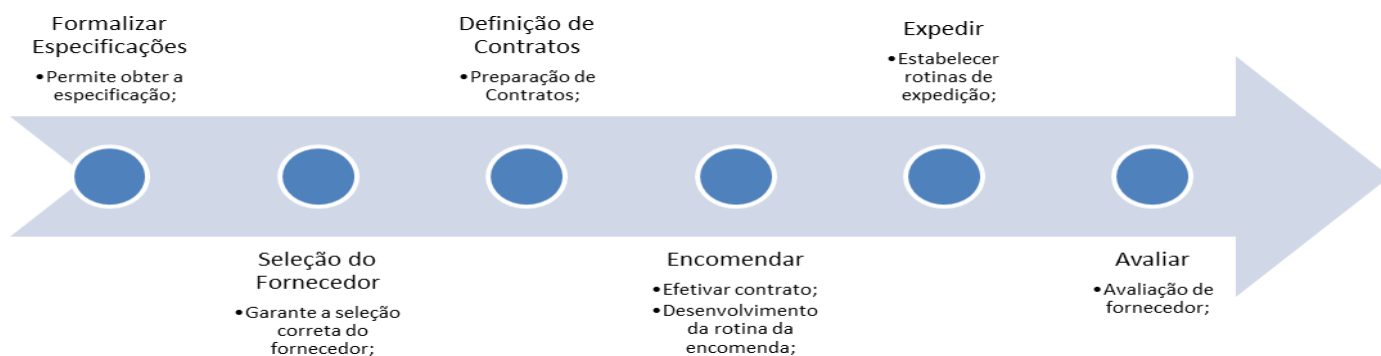 Formalizar
Especificações
•Permite obter a
especificação;
Seleção do
Fornecedor
•Garante a seleção
correta do
fornecedor;
Definição de
Contratos
•Preparação de
Contratos;
Encomendar
•Efetivar contrato;
•Desenvolvimento
da rotina da
encomenda;
Expedir
•Estabelecer
rotinas de
expedição;
Avaliar
•Avaliação de
fornecedor;